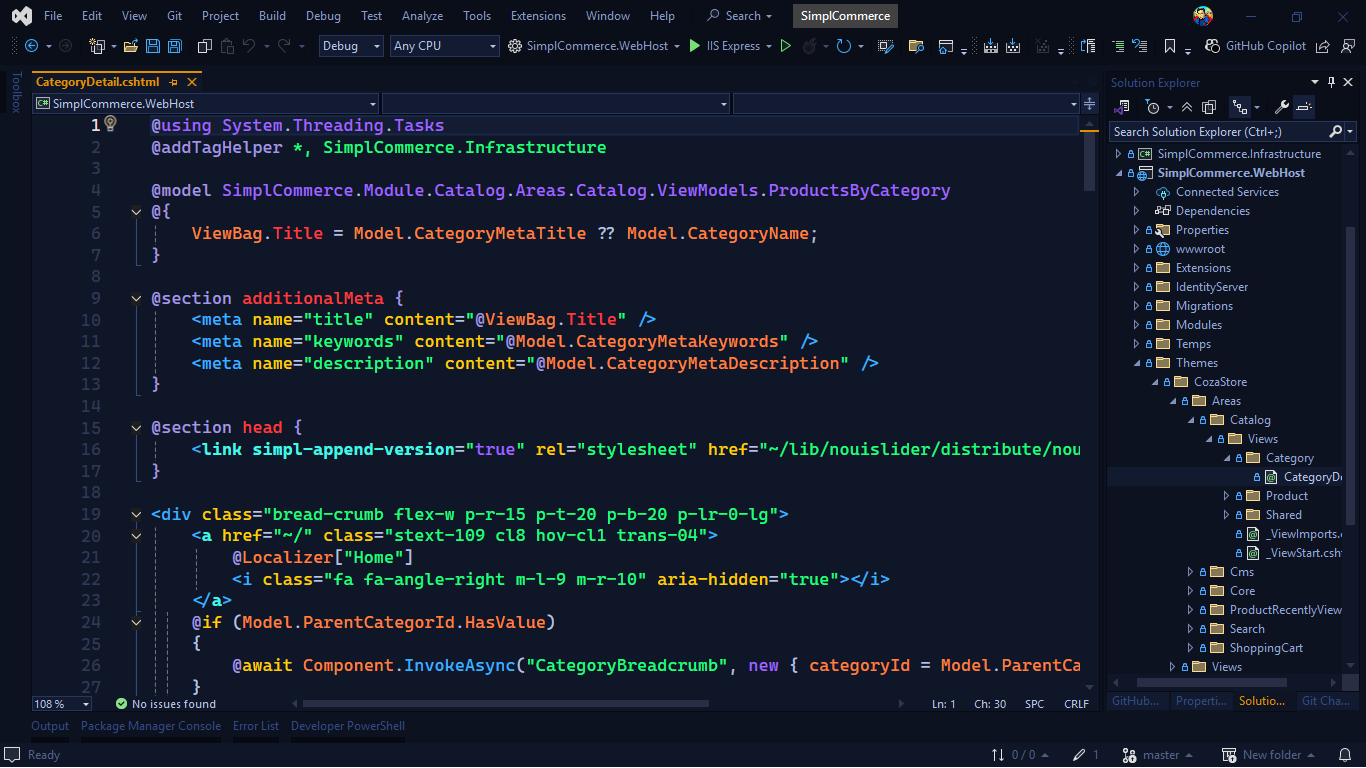 File Edit View Git Project Build Debug Test Analyze Tools Extensions Window Help Search SimplCommerce
Debug Any CPU SimplCommerce.WebHost IIS Express GitHub Copilot
Toolbox
CategoryDetail.cshtml
C# SimplCommerce.WebHost
1 @using System.Threading.Tasks
2 @addTagHelper *, SimplCommerce.Infrastructure
3
4 @model SimplCommerce.Module.Catalog.Areas.Catalog.ViewModels.ProductsByCategory
5 @{
6 ViewBag.Title = Model.CategoryMetaTitle ?? Model.CategoryName;
7 }
8
9 @section additionalMeta {
10 <meta name="title" content="@ViewBag.Title" />
11 <meta name="keywords" content="@Model.CategoryMetaKeywords" />
12 <meta name="description" content="@Model.CategoryMetaDescription" />
13 }
14
15 @section head {
16 <link simpl-append-version="true" rel="stylesheet" href="~/lib/nouislider/distribute/nou
17 }
18
19 <div class="bread-crumb flex-w p-r-15 p-t-20 p-b-20 p-lr-0-lg">
20 <a href="~/" class="stext-109 cl8 hov-cl1 trans-04">
21 @Localizer["Home"]
22 <i class="fa fa-angle-right m-l-9 m-r-10" aria-hidden="true"></i>
23 </a>
24 @if (Model.ParentCategorId.HasValue)
25 {
26 @await Component.InvokeAsync("CategoryBreadcrumb", new { categoryId = Model.ParentCa
27 }
108 % No issues found Ln: 1 Ch: 30 SPC CRLF
Solution Explorer
Search Solution Explorer (Ctrl+;)
C# SimplCommerce.Infrastructure
SimplCommerce.WebHost
Connected Services
Dependencies
Properties
wwwroot
Extensions
IdentityServer
Migrations
Modules
Temps
Themes
CozaStore
Areas
Catalog
Views
Category
CategoryDe
Product
Shared
_ViewImports.c
_ViewStart.csht
Cms
Core
ProductRecentlyView
Search
ShoppingCart
Views
GitHub... Properti... Solutio... Git Cha...
Output Package Manager Console Error List Developer PowerShell
Ready 0 / 0 1 master New folder